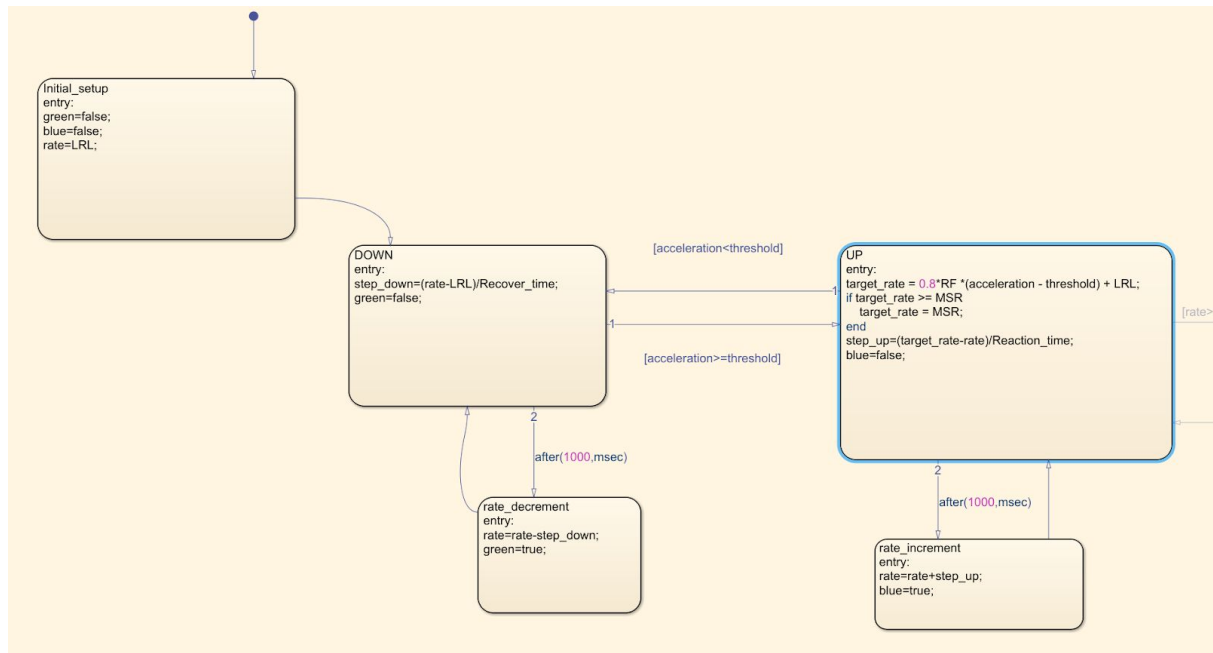 Initial_setup
entry:
green=false;
blue=false;
rate=LRL;
DOWN
entry:
step_down=(rate-LRL)/Recover_time;
green=false;
[acceleration<threshold]
1
1
[acceleration>=threshold]
UP
entry:
target_rate = 0.8*RF *(acceleration - threshold) + LRL;
if target_rate >= MSR
target_rate = MSR;
end
step_up=(target_rate-rate)/Reaction_time;
blue=false;
[rate>
2
after(1000,msec)
rate_decrement
entry:
rate=rate-step_down;
green=true;
2
after(1000,msec)
rate_increment
entry:
rate=rate+step_up;
blue=true;